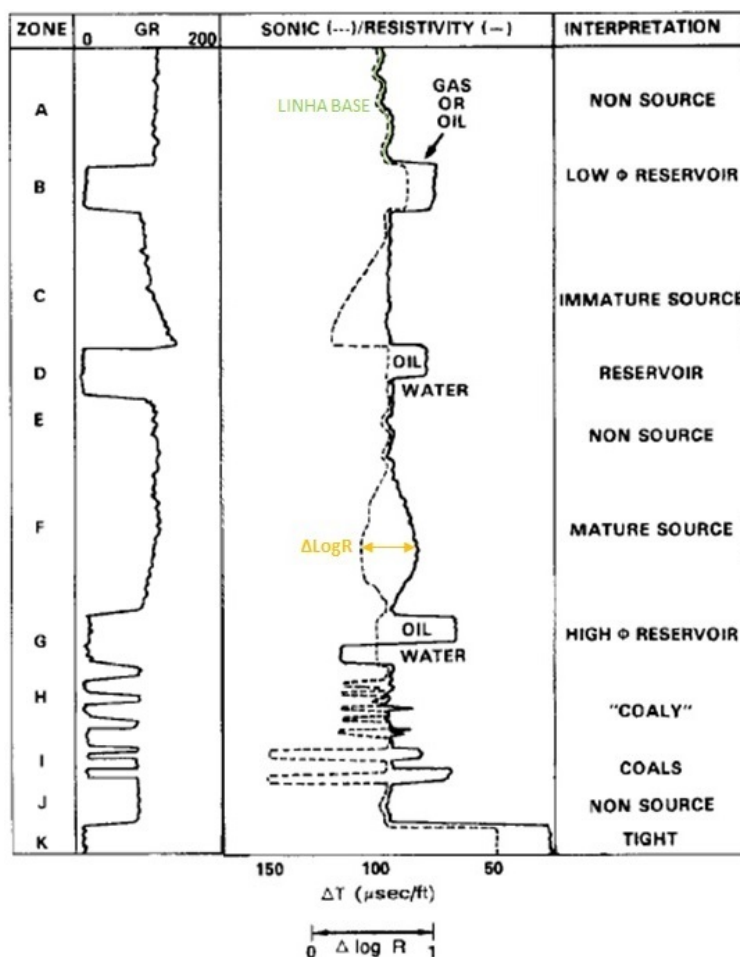 ZONE GR SONIC (---)/RESISTIVITY (—) INTERPRETATION
0 200
A LINHA BASE GAS OR OIL NON SOURCE
B LOW Φ RESERVOIR
C IMMATURE SOURCE
D OIL RESERVOIR
WATER
E NON SOURCE
F ΔLogR MATURE SOURCE
G OIL HIGH Φ RESERVOIR
WATER
H "COALY"
I COALS
J NON SOURCE
K TIGHT
150 100 50
ΔT (μsec/ft)
0 1
Δ log R